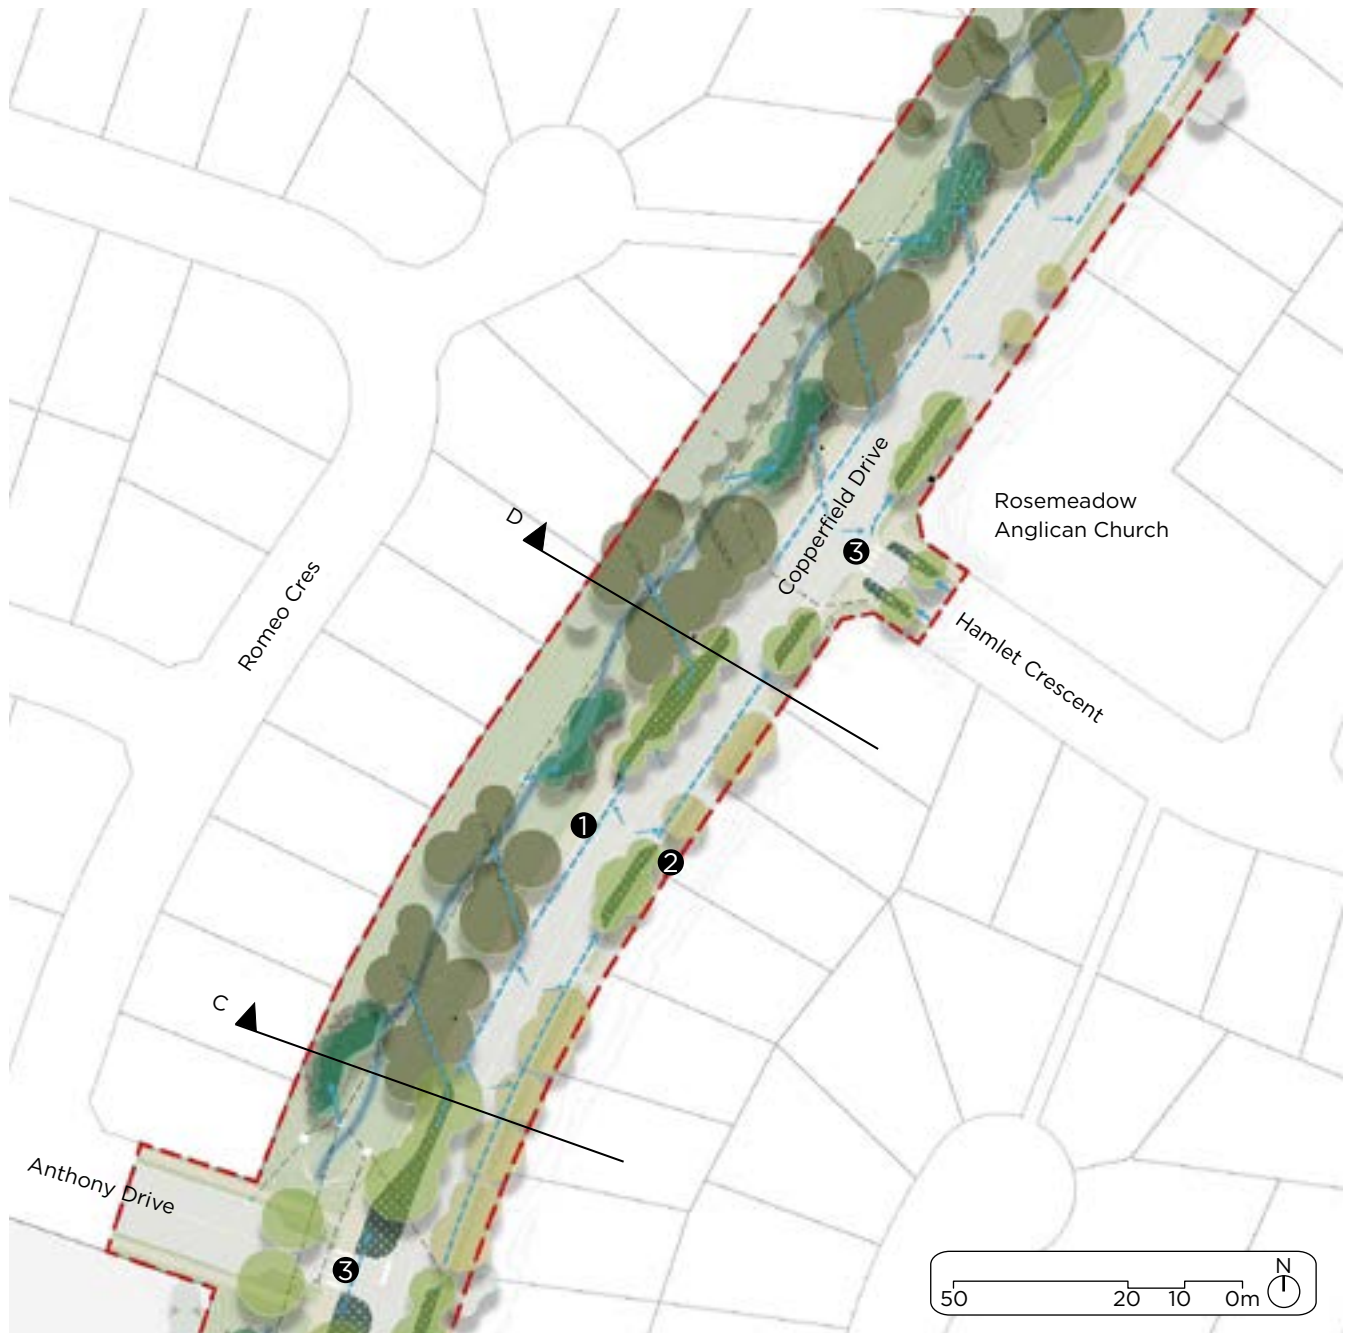 Copperfield Drive
D
3
Rosemeadow
Anglican Church
Romeo Cres
Hamlet Crescent
1
2
C
Anthony Drive
3
N
50 20 10 0m